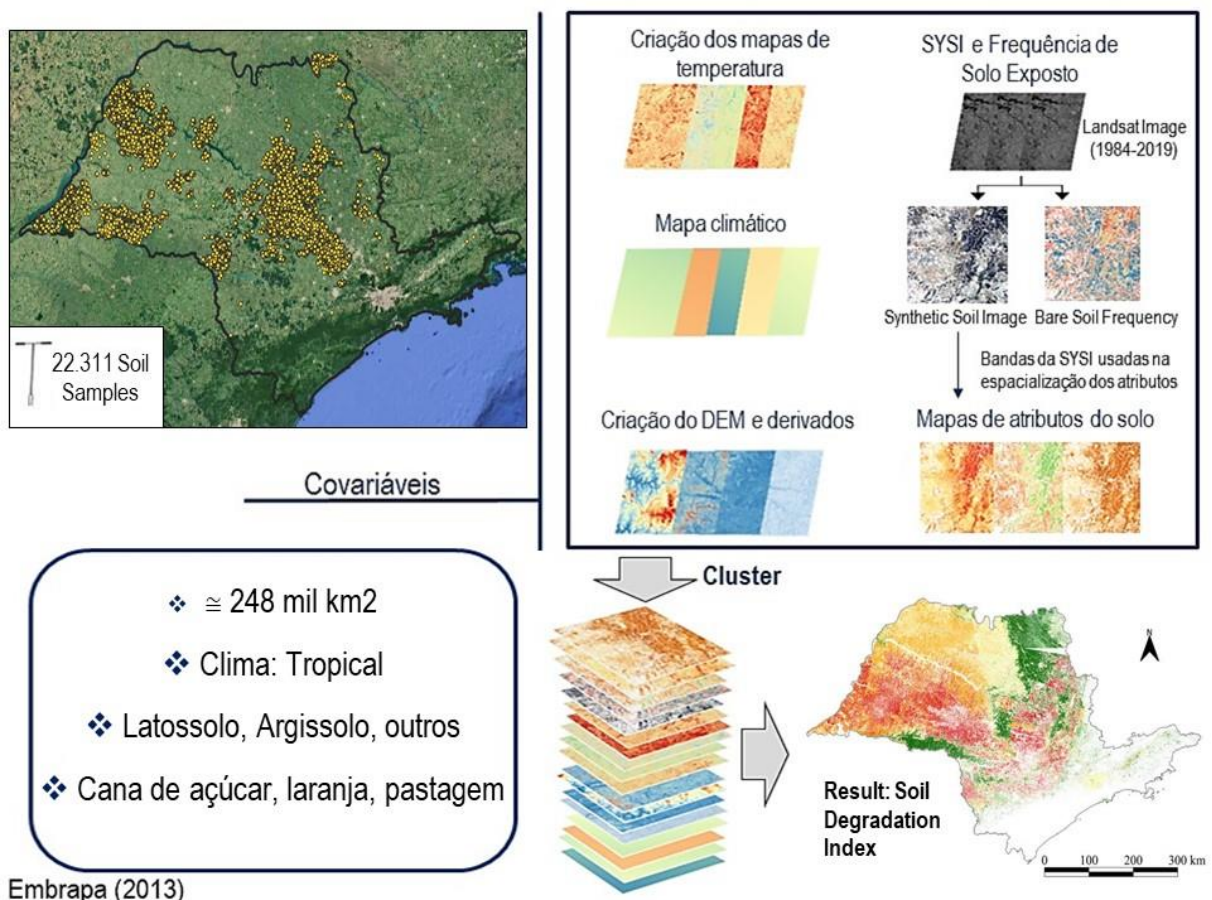 22.311 Soil
Samples
Covariáveis
Criação dos mapas de
temperatura
Mapa climático
Criação do DEM e derivados
SYSI e Frequência de
Solo Exposto
Landsat Image
(1984-2019)
Synthetic Soil Image
Bare Soil Frequency
Bandas da SYSI usadas na
espacialização dos atributos
Mapas de atributos do solo
❖ ≅ 248 mil km2
❖ Clima: Tropical
❖ Latossolo, Argissolo, outros
❖ Cana de açúcar, laranja, pastagem
Embrapa (2013)
Cluster
N
Result: Soil
Degradation
Index
0 100 200 300 km